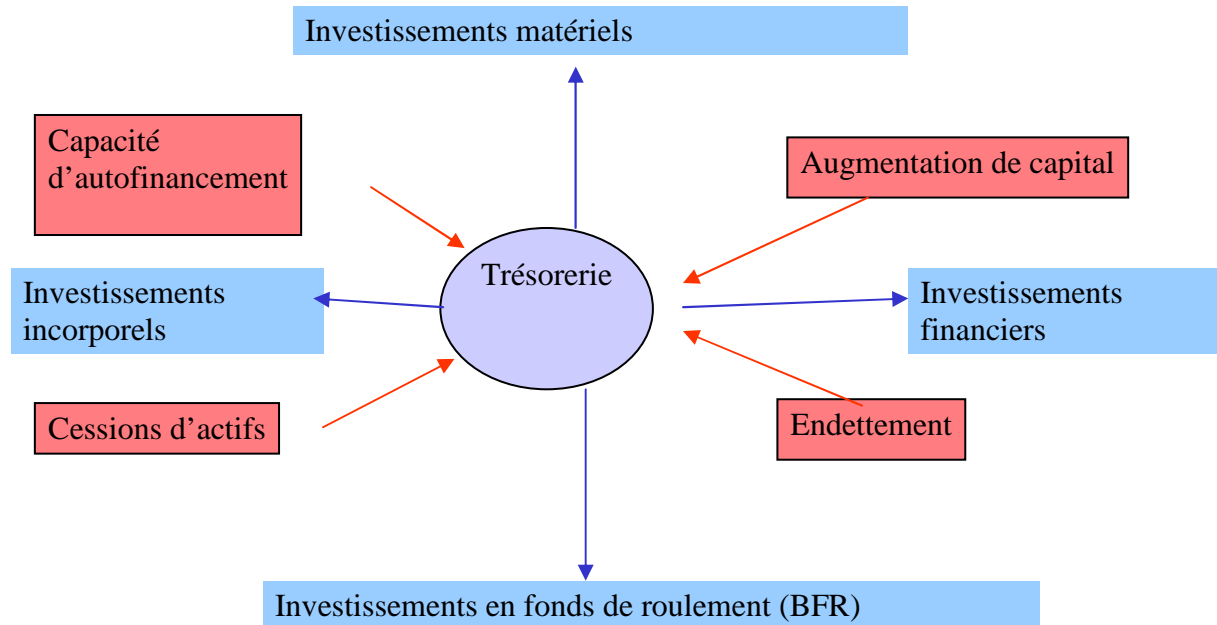 Investissements matériels
Capacité
d’autofinancement
Augmentation de capital
Trésorerie
Investissements
incorporels
Investissements
financiers
Cessions d’actifs
Endettement
Investissements en fonds de roulement (BFR)